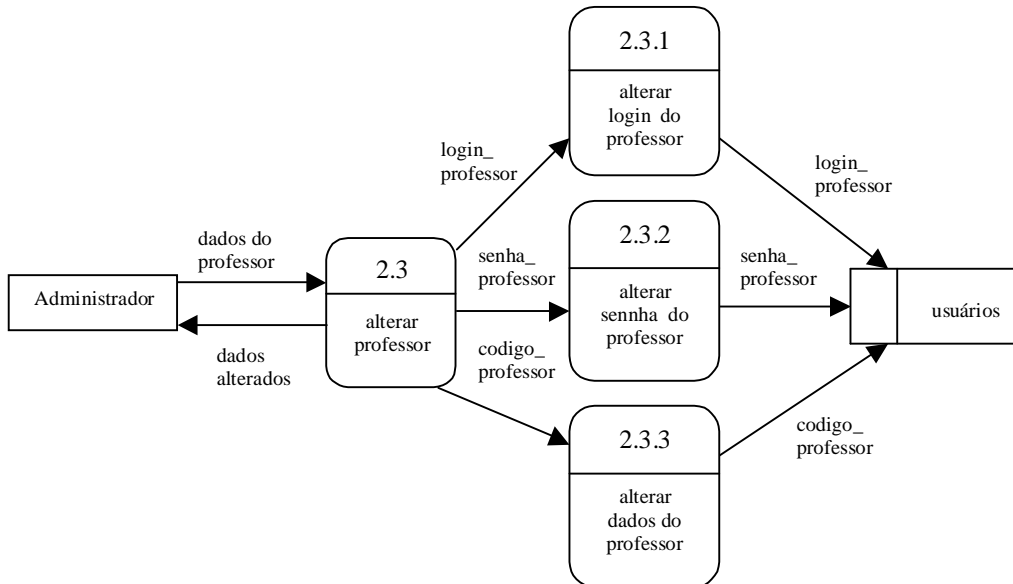 2.3.1
alterar
login do
professor
login_
professor
login_
professor
dados do
professor
2.3
senha_
professor
2.3.2
senha_
professor
Administrador
alterar
professor
alterar
sennha do
professor
usuários
dados
alterados
codigo_
professor
2.3.3
codigo_
professor
alterar
dados do
professor